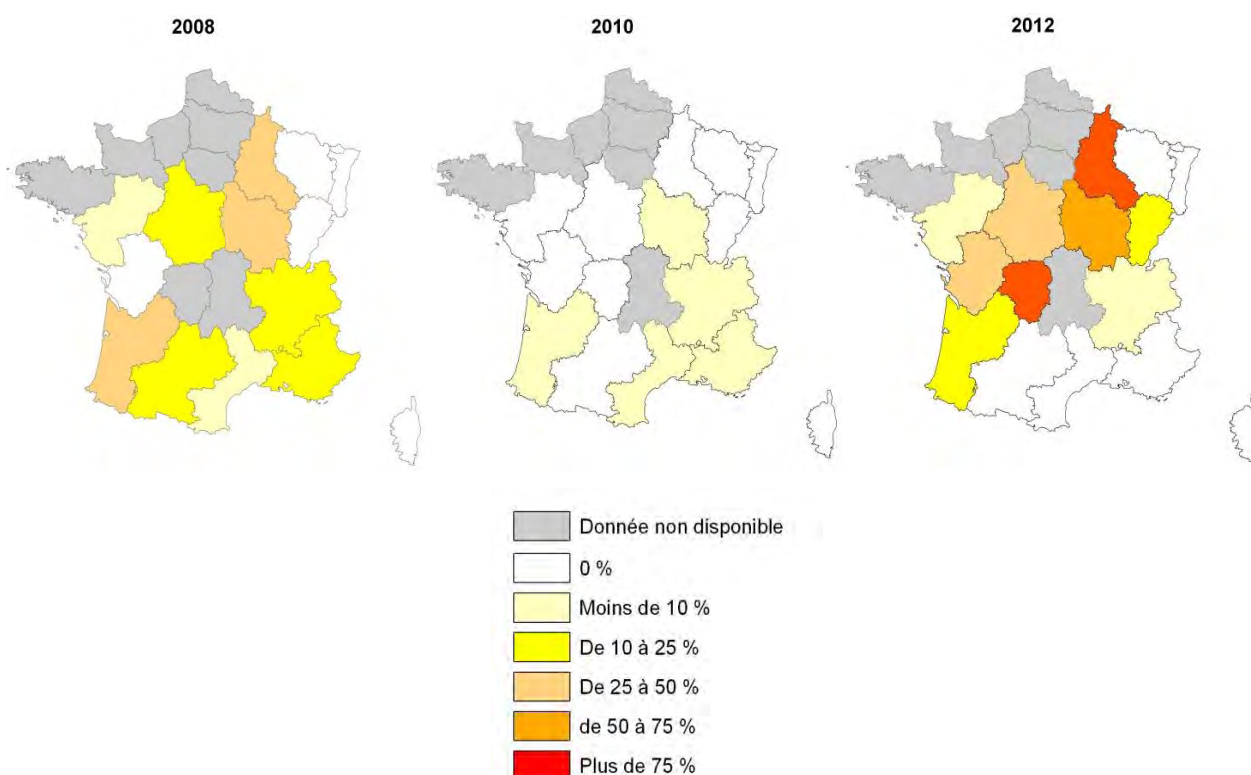 2008
2010
2012
Donnée non disponible
0 %
Moins de 10 %
De 10 à 25 %
De 25 à 50 %
de 50 à 75 %
Plus de 75 %